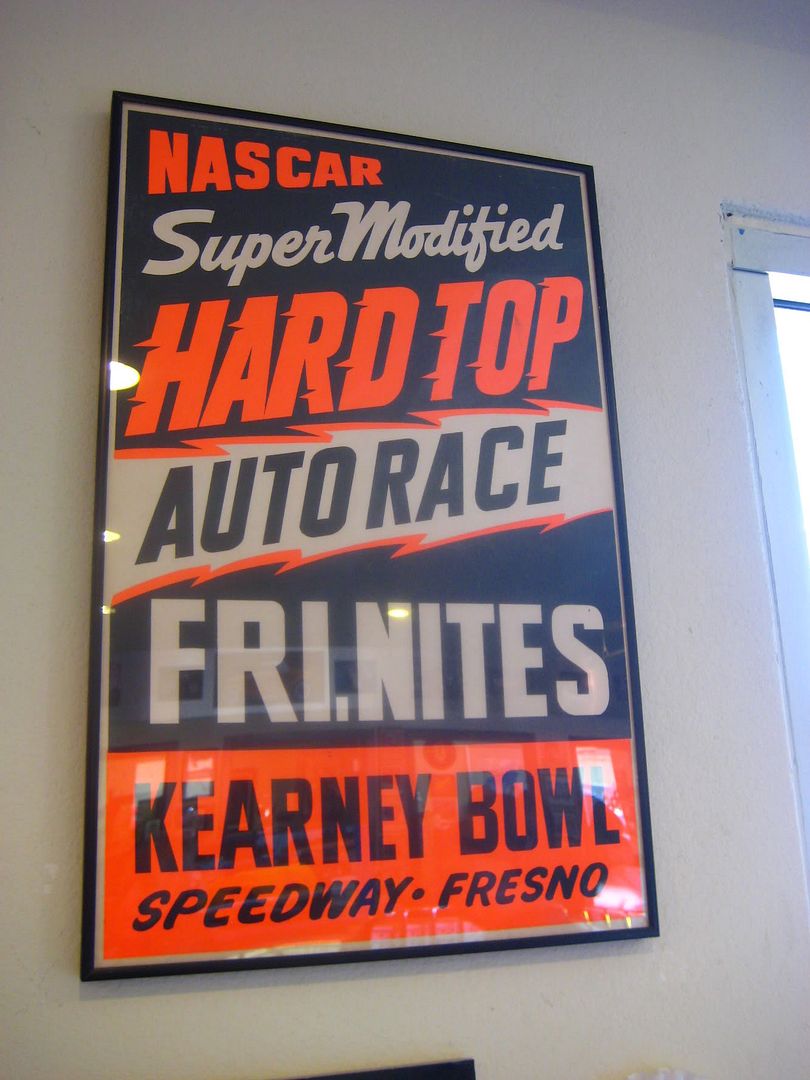 NASCAR
Super Modified
HARD TOP
AUTO RACE
FRI. NITES
KEARNEY BOWL
SPEEDWAY • FRESNO